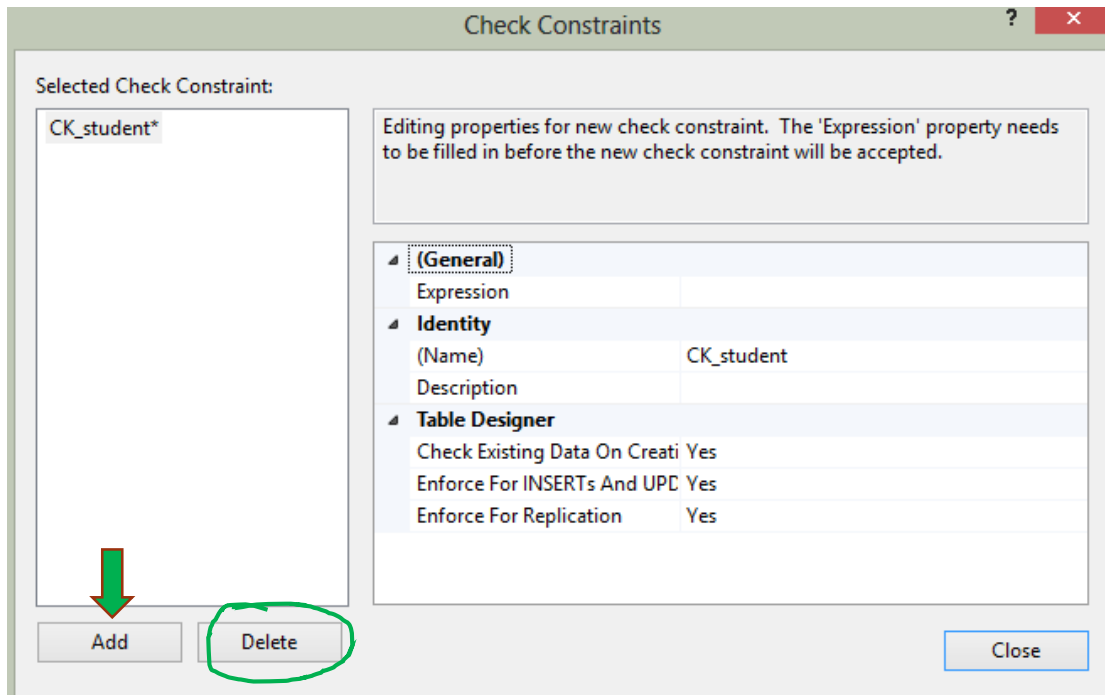 Check Constraints
?
Selected Check Constraint:
CK_student*
Editing properties for new check constraint. The 'Expression' property needs
to be filled in before the new check constraint will be accepted.
(General)
Expression
Identity
(Name) CK_student
Description
Table Designer
Check Existing Data On Creati Yes
Enforce For INSERTs And UPD Yes
Enforce For Replication Yes
Add Delete Close